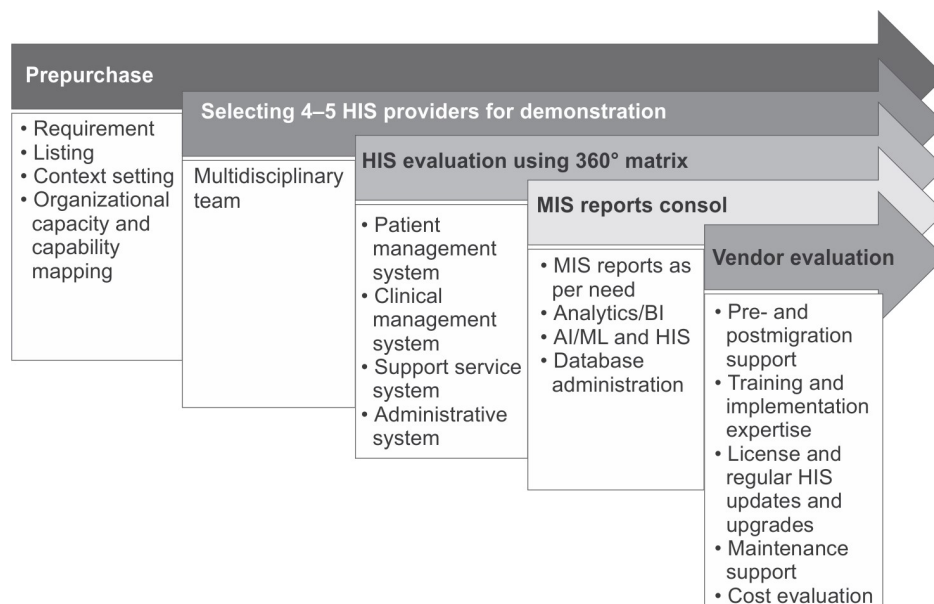 Prepurchase
• Requirement
• Listing
• Context setting
• Organizational
capacity and
capability
mapping
Selecting 4–5 HIS providers for demonstration
Multidisciplinary
team
HIS evaluation using 360° matrix
• Patient
management
system
• Clinical
management
system
• Support service
system
• Administrative
system
MIS reports consol
• MIS reports as
per need
• Analytics/BI
• AI/ML and HIS
• Database
administration
Vendor evaluation
• Pre- and
postmigration
support
• Training and
implementation
expertise
• License and
regular HIS
updates and
upgrades
• Maintenance
support
• Cost evaluation